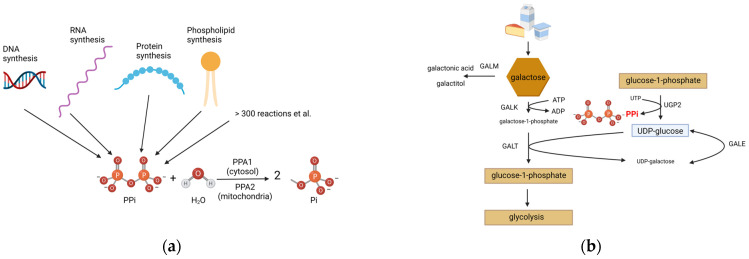 DNA
synthesis
RNA
synthesis
Protein
synthesis
Phospholipid
synthesis
> 300 reactions et al.
O
O
O
P
O
P
O
O
O
PPi
+
O
H
H
H₂O
PPA1
(cytosol)
PPA2
(mitochondria)
2
O
P
O
O
Pi
(a)
galactonic acid
galactitol
GALM
galactose
GALK
ATP
ADP
galactose-1-phosphate
GALT
glucose-1-phosphate
glycolysis
glucose-1-phosphate
UTP
UGP2
PPi
UDP-glucose
GALE
UDP-galactose
(b)